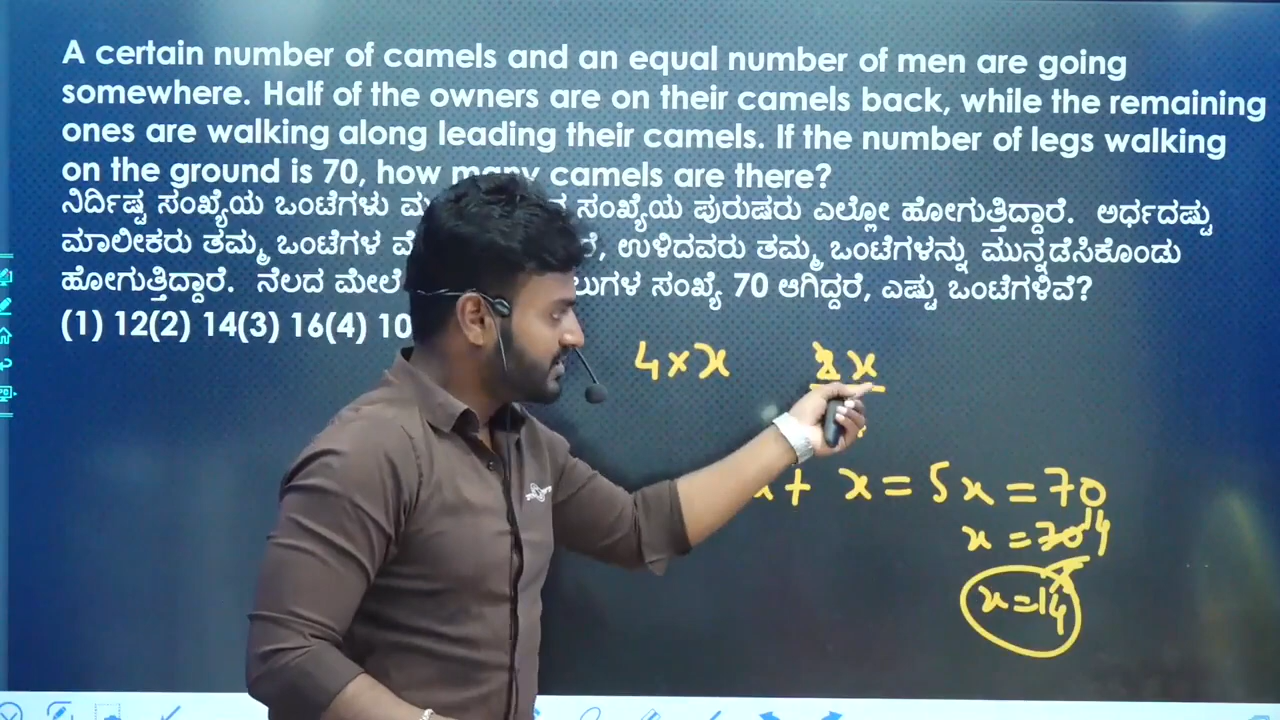 A certain number of camels and an equal number of men are going
somewhere. Half of the owners are on their camels back, while the remaining
ones are walking along leading their camels. If the number of legs walking
on the ground is 70, how many camels are there?
ನಿರ್ದಿಷ್ಟ ಸಂಖ್ಯೆಯ ಒಂಟೆಗಳು ಸಂಖ್ಯೆಯ ಪುರುಷರು ಎಲ್ಲೋ ಹೋಗುತ್ತಿದ್ದಾರೆ. ಅರ್ಧದಷ್ಟು
ಮಾಲೀಕರು ತಮ್ಮ ಒಂಟೆಗಳ ಉಳಿದವರು ತಮ್ಮ ಒಂಟೆಗಳನ್ನು ಮುನ್ನಡೆಸಿಕೊಂಡು
ಹೋಗುತ್ತಿದ್ದಾರೆ. ನೆಲದ ಮೇಲೆ ಸಂಖ್ಯೆ 70 ಆಗಿದ್ದರೆ, ಎಷ್ಟು ಒಂಟೆಗಳಿವೆ?
(1) 12(2) 14(3) 16(4) 10
4×x 2x
+ x = 5x = 70
x = 70 14
x = 14